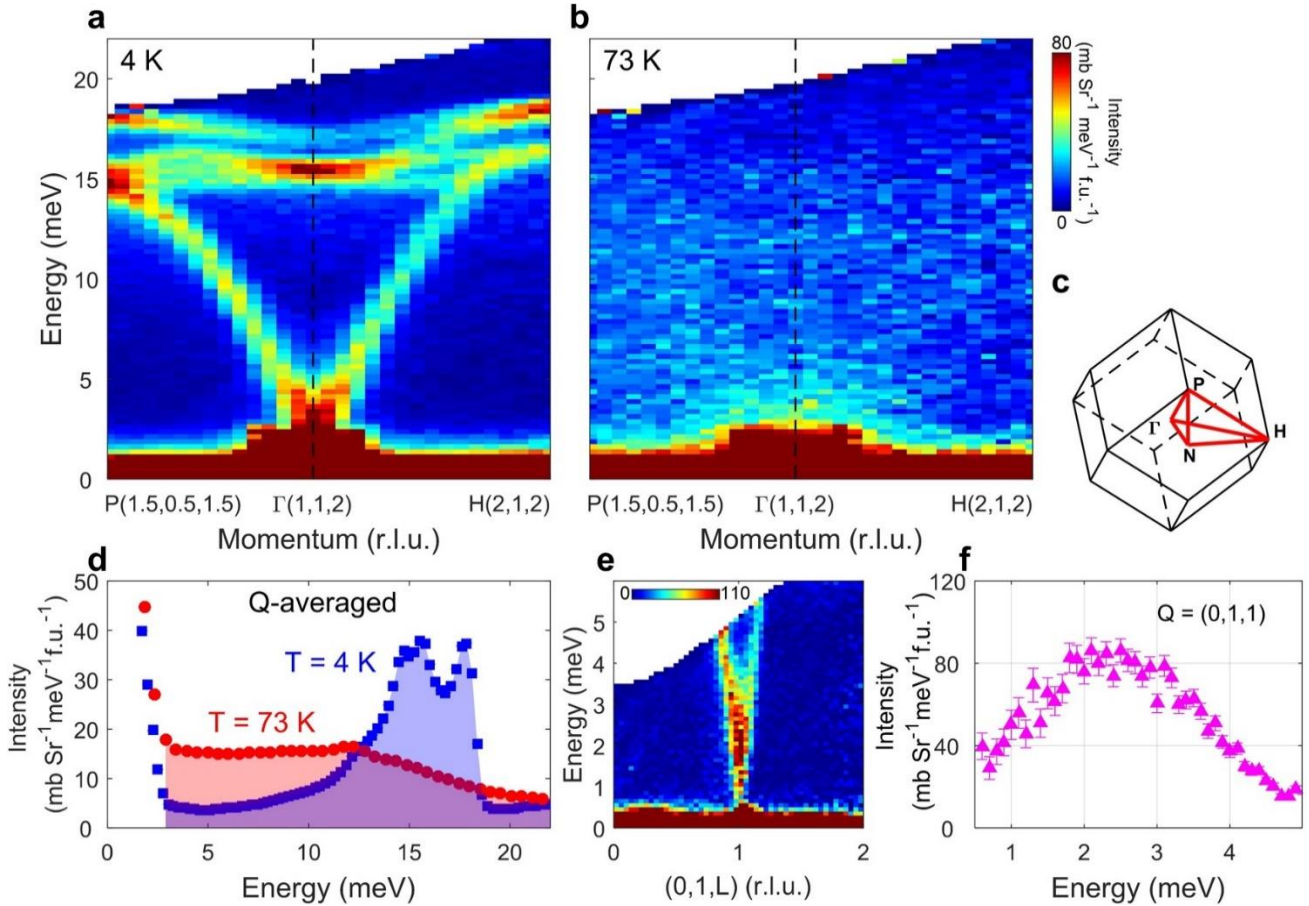 a
4 K
20
15
10
5
0
Energy (meV)
P(1.5,0.5,1.5)
Γ(1,1,2)
H(2,1,2)
Momentum (r.l.u.)
b
73 K
P(1.5,0.5,1.5)
Γ(1,1,2)
H(2,1,2)
Momentum (r.l.u.)
80
0
Intensity
(mb Sr⁻¹ meV⁻¹ f.u.⁻¹)
c
P
Γ
H
N
d
50
40
30
20
10
0
Intensity
(mb Sr⁻¹meV⁻¹f.u.⁻¹)
Q-averaged
T = 4 K
T = 73 K
0 5 10 15 20
Energy (meV)
e
0 110
5
4
3
2
1
0
Energy (meV)
0 1 2
(0,1,L) (r.l.u.)
f
120
80
40
0
Intensity
(mb Sr⁻¹meV⁻¹f.u.⁻¹)
Q = (0,1,1)
1 2 3 4
Energy (meV)